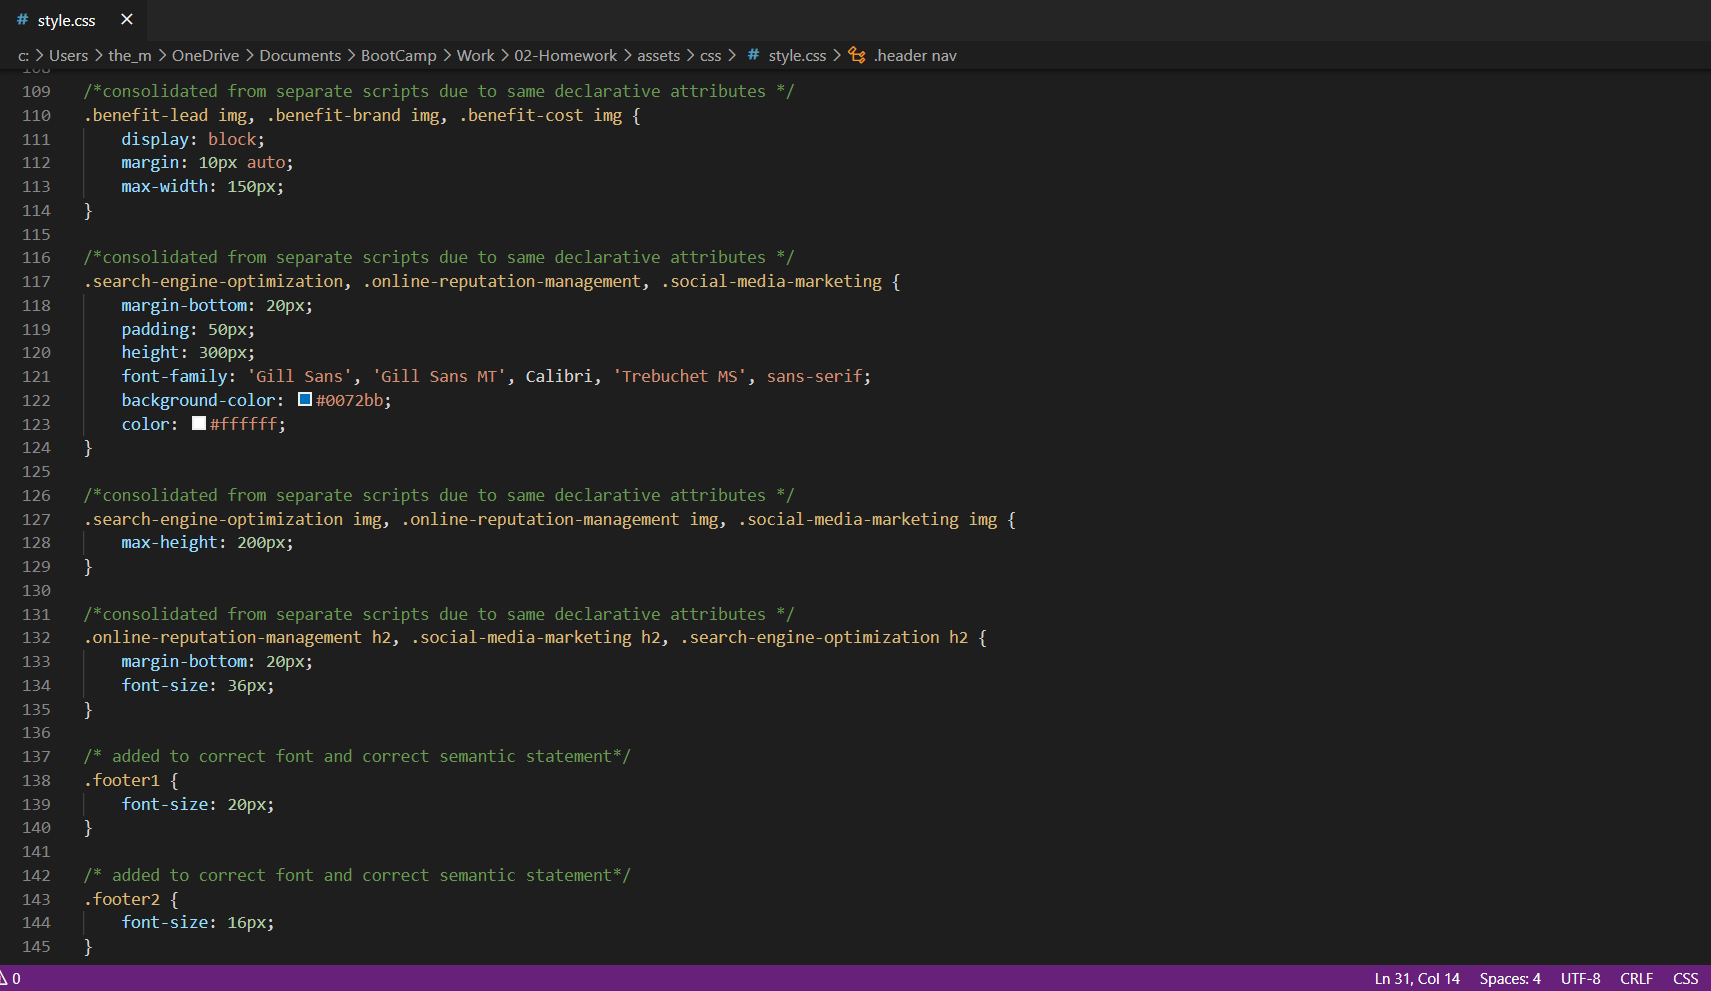 # style.css ×
c: > Users > the_m > OneDrive > Documents > BootCamp > Work > 02-Homework > assets > css > # style.css > .header nav
108
109 /*consolidated from separate scripts due to same declarative attributes */
110 .benefit-lead img, .benefit-brand img, .benefit-cost img {
111     display: block;
112     margin: 10px auto;
113     max-width: 150px;
114 }
115
116 /*consolidated from separate scripts due to same declarative attributes */
117 .search-engine-optimization, .online-reputation-management, .social-media-marketing {
118     margin-bottom: 20px;
119     padding: 50px;
120     height: 300px;
121     font-family: 'Gill Sans', 'Gill Sans MT', Calibri, 'Trebuchet MS', sans-serif;
122     background-color: #0072bb;
123     color: #ffffff;
124 }
125
126 /*consolidated from separate scripts due to same declarative attributes */
127 .search-engine-optimization img, .online-reputation-management img, .social-media-marketing img {
128     max-height: 200px;
129 }
130
131 /*consolidated from separate scripts due to same declarative attributes */
132 .online-reputation-management h2, .social-media-marketing h2, .search-engine-optimization h2 {
133     margin-bottom: 20px;
134     font-size: 36px;
135 }
136
137 /* added to correct font and correct semantic statement*/
138 .footer1 {
139     font-size: 20px;
140 }
141
142 /* added to correct font and correct semantic statement*/
143 .footer2 {
144     font-size: 16px;
145 }
0 Ln 31, Col 14 Spaces: 4 UTF-8 CRLF CSS